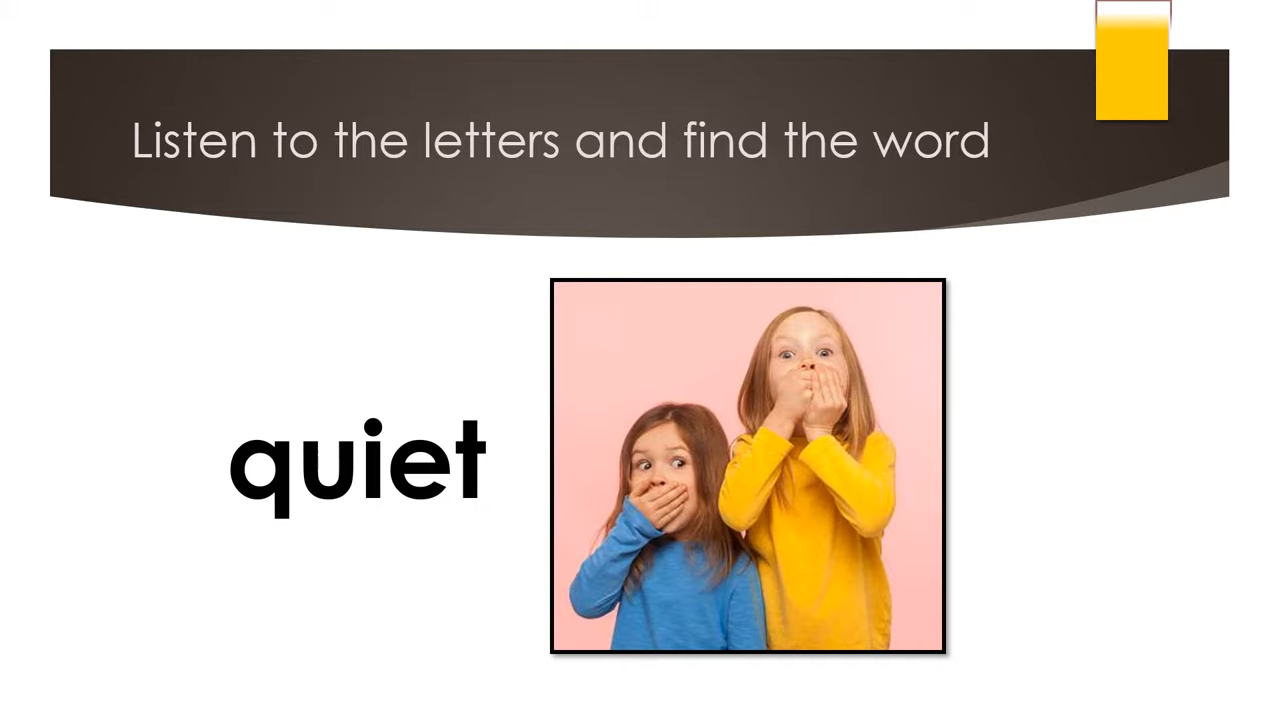 Listen to the letters and find the word
quiet